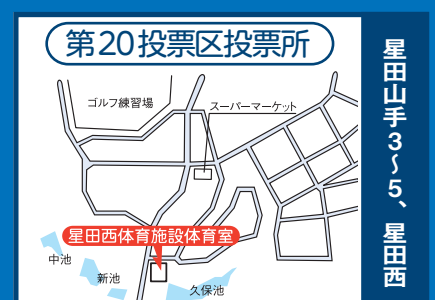 第20投票区投票所
星田山手3～5、星田西
ゴルフ練習場
スーパーマーケット
星田西体育施設体育室
中池
新池
久保池